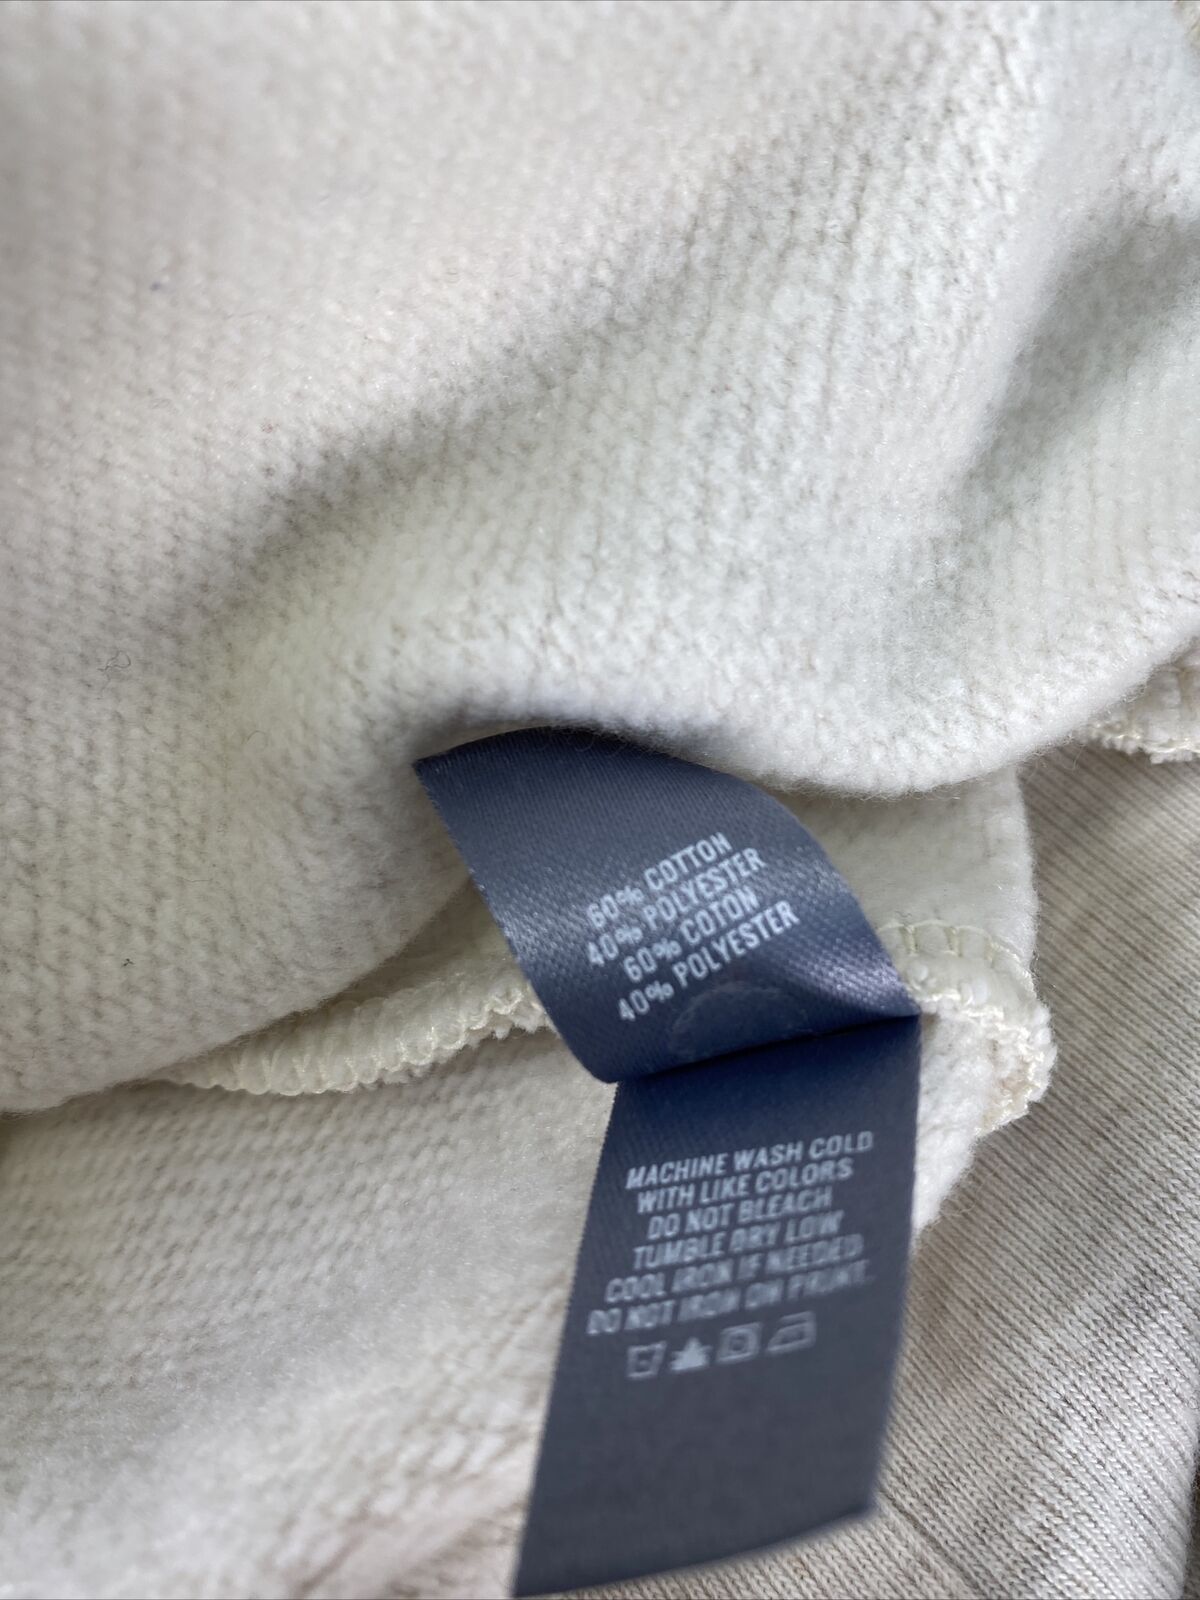 60% COTTON
40% POLYESTER
60% COTON
40% POLYESTER
MACHINE WASH COLD
WITH LIKE COLORS
DO NOT BLEACH
TUMBLE DRY LOW
COOL IRON IF NEEDED
DO NOT IRON ON PRINT.